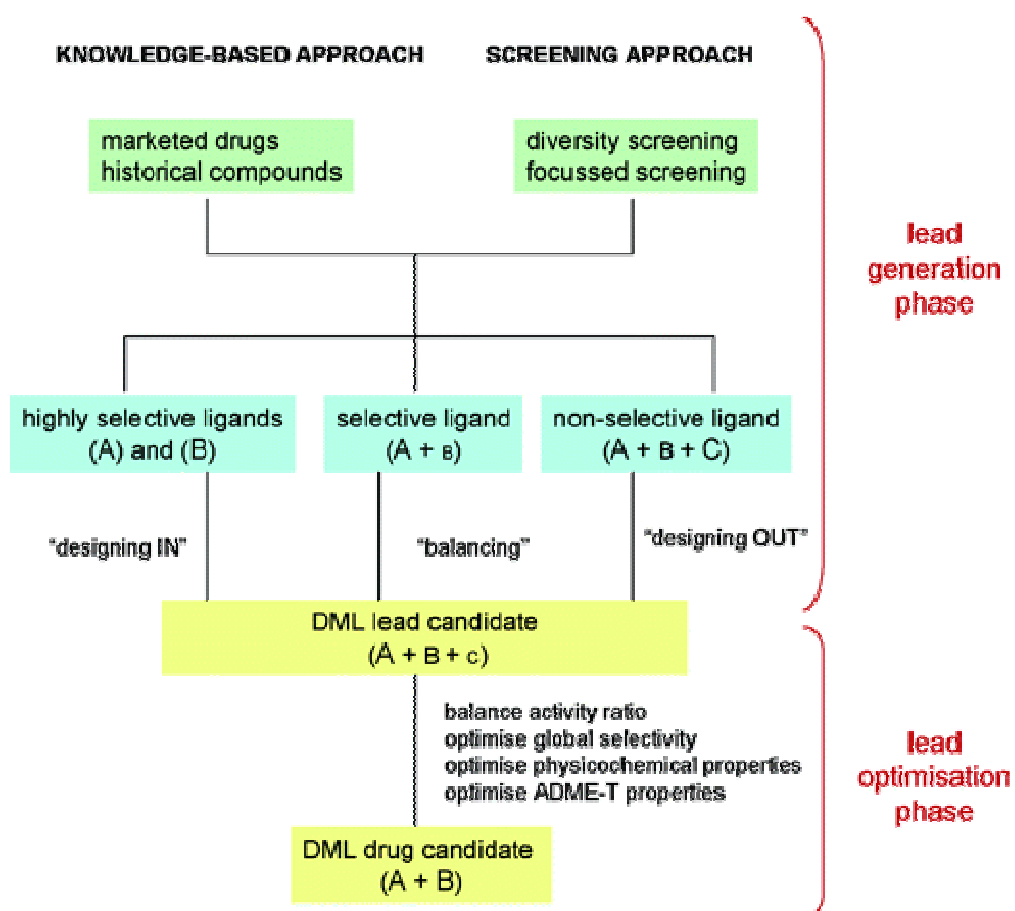 KNOWLEDGE-BASED APPROACH
SCREENING APPROACH
marketed drugs
historical compounds
diversity screening
focussed screening
lead
generation
phase
highly selective ligands
(A) and (B)
selective ligand
(A + B)
non-selective ligand
(A + B + C)
"designing IN"
"balancing"
"designing OUT"
DML lead candidate
(A + B + c)
balance activity ratio
optimise global selectivity
optimise physicochemical properties
optimise ADME-T properties
lead
optimisation
phase
DML drug candidate
(A + B)